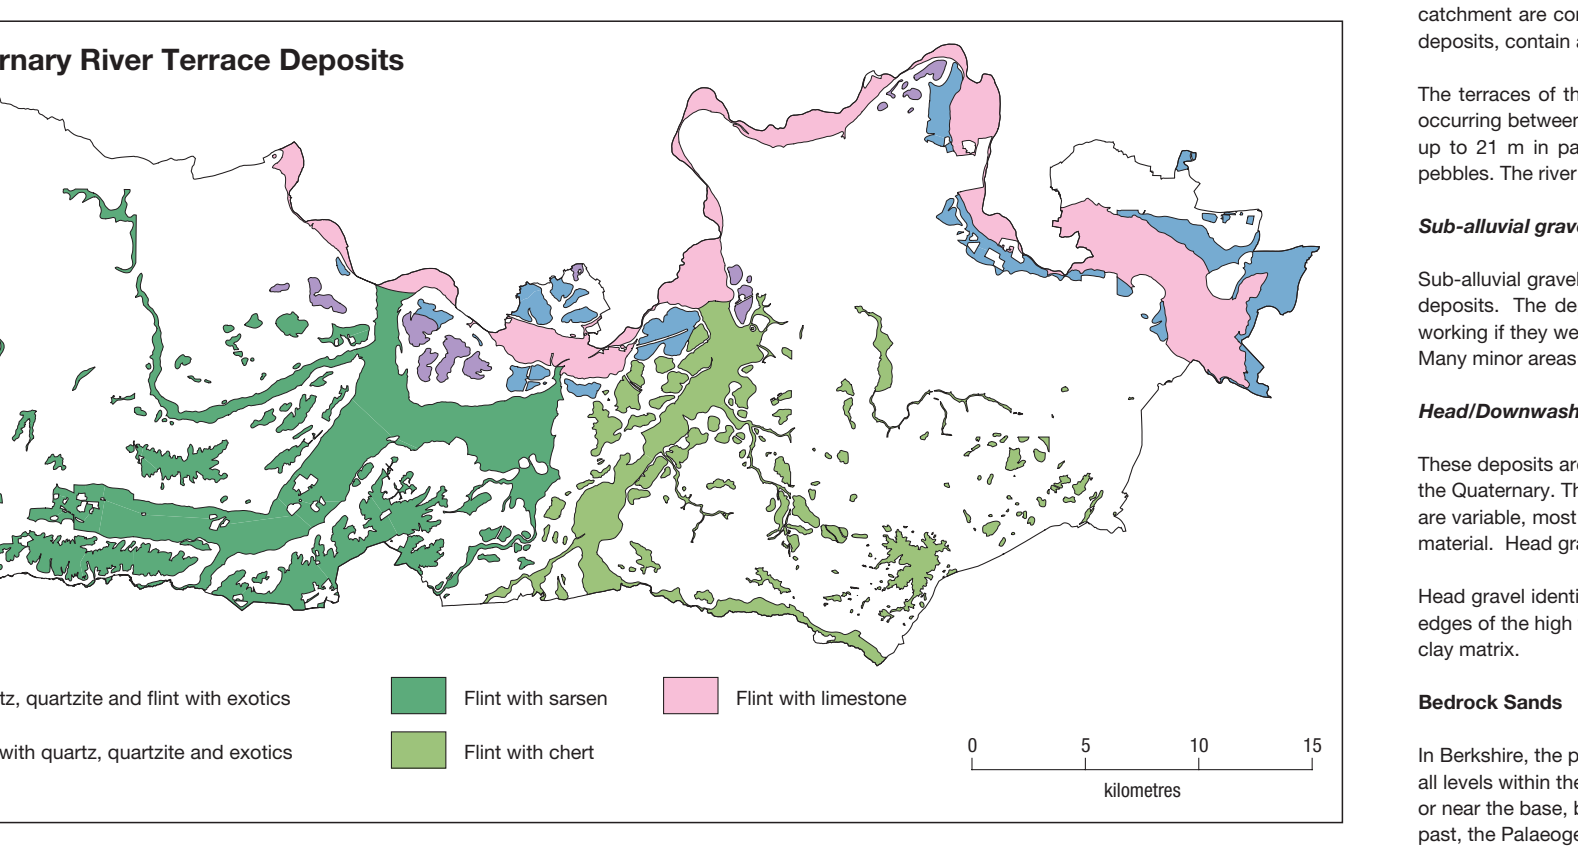 rnary River Terrace Deposits
tz, quartzite and flint with exotics
with quartz, quartzite and exotics
Flint with sarsen
Flint with chert
Flint with limestone
0 5 10 15
kilometres
catchment are co
deposits, contain
The terraces of th
occurring between
up to 21 m in pa
pebbles. The river
Sub-alluvial grav
Sub-alluvial gravel
deposits. The de
working if they we
Many minor areas
Head/Downwash
These deposits are
the Quaternary. Th
are variable, most
material. Head gra
Head gravel identi
edges of the high
clay matrix.
Bedrock Sands
In Berkshire, the p
all levels within the
or near the base, b
past, the Palaeoge